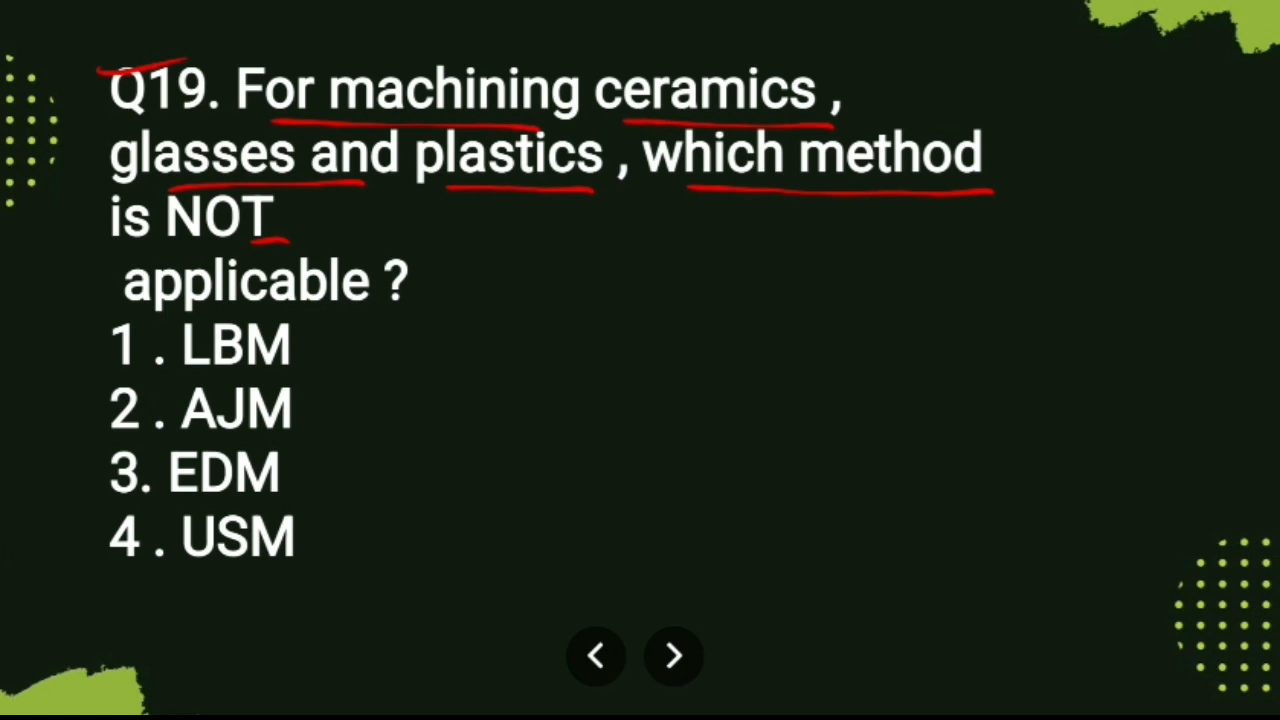 Q19. For machining ceramics ,
glasses and plastics , which method
is NOT
applicable ?
1 . LBM
2 . AJM
3. EDM
4 . USM